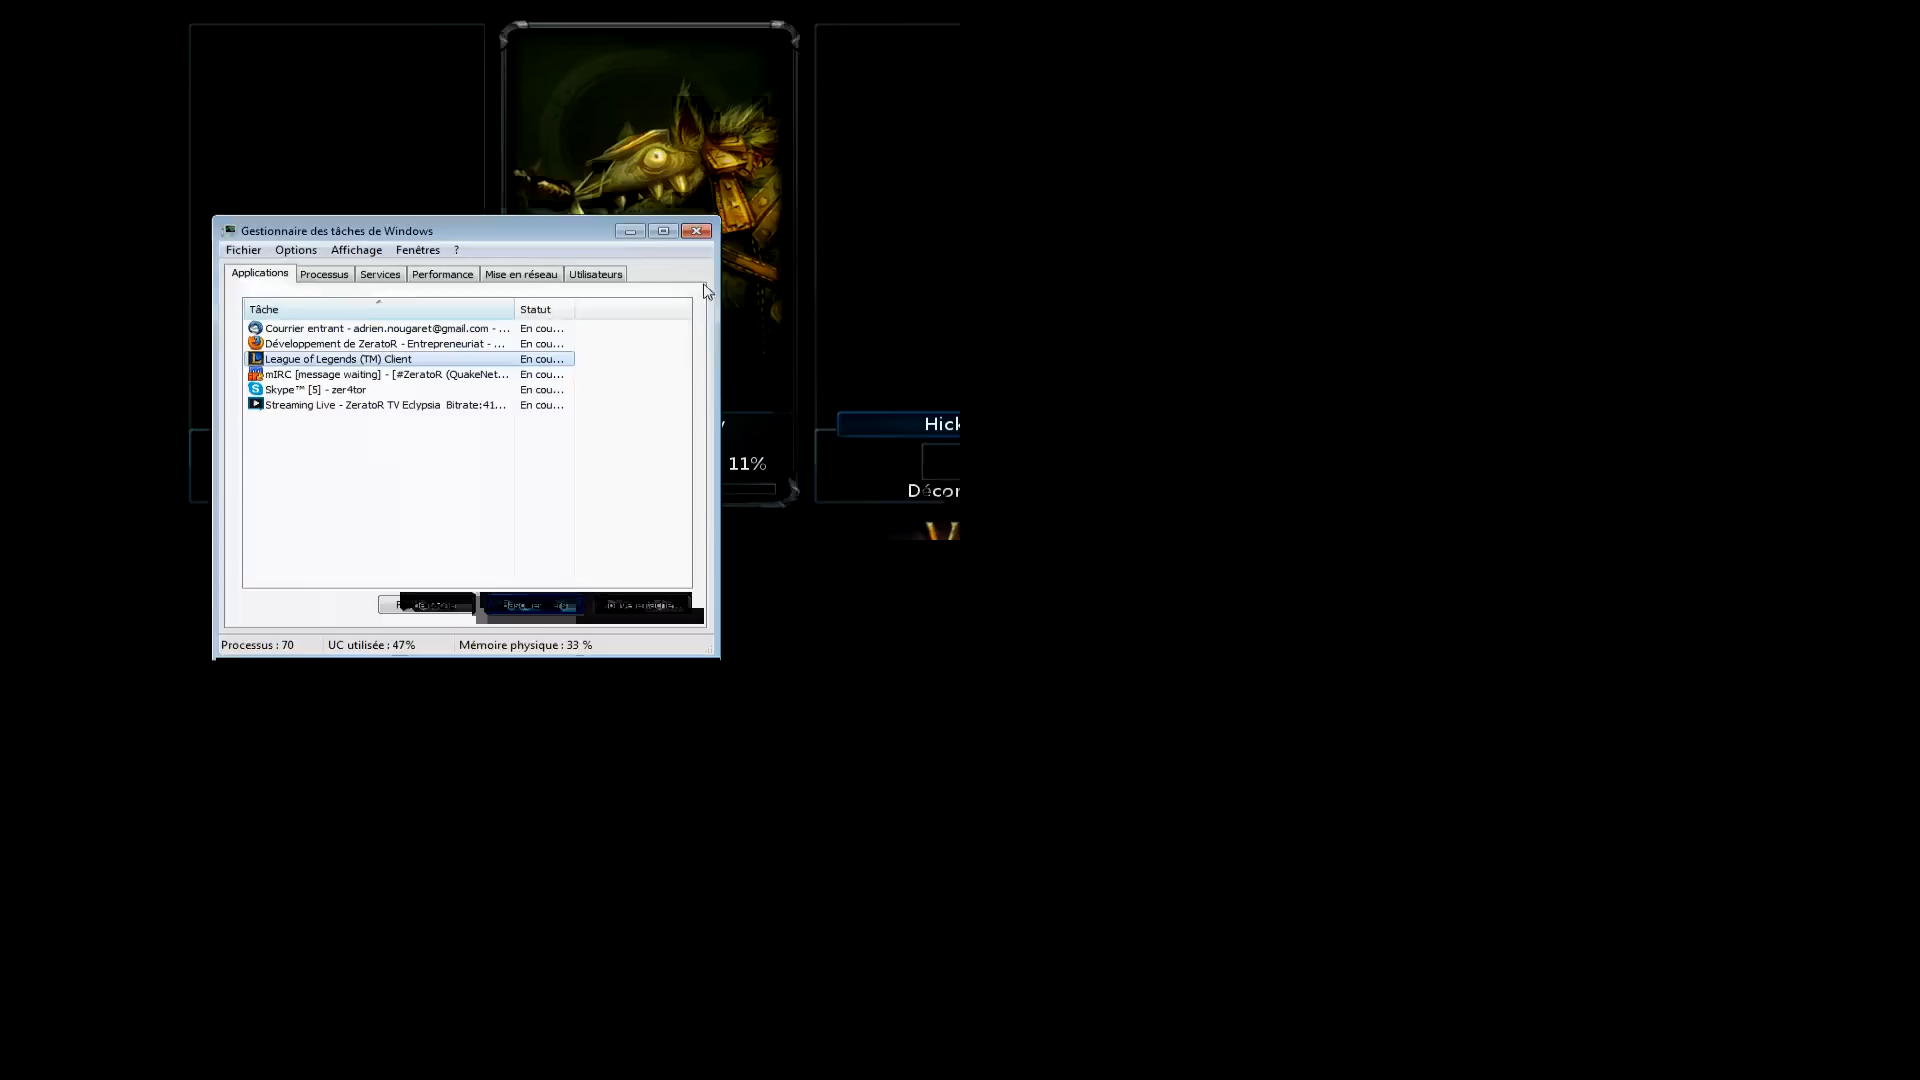 Gestionnaire des tâches de Windows
Fichier Options Affichage Fenêtres ?
Applications Processus Services Performance Mise en réseau Utilisateurs
Tâche Statut
Courrier entrant - adrien.nougaret@gmail.com - ... En cou...
Développement de ZeratoR - Entrepreneuriat - ... En cou...
League of Legends (TM) Client En cou...
mIRC [message waiting] - [#ZeratoR (QuakeNet... En cou...
Skype™ [5] - zer4tor En cou...
Streaming Live - ZeratoR TV Eclypsia Bitrate:41... En cou...
Hick
11%
Décon
Processus : 70 UC utilisée : 47% Mémoire physique : 33 %